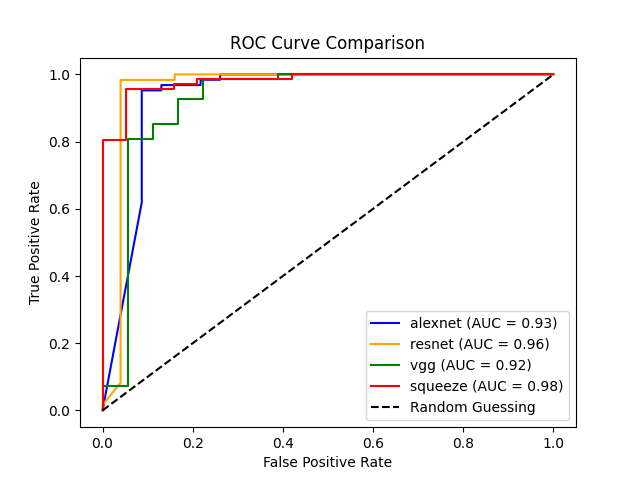 ROC Curve Comparison
True Positive Rate
1.0
0.8
0.6
0.4
0.2
0.0
0.0 0.2 0.4 0.6 0.8 1.0
False Positive Rate
alexnet (AUC = 0.93)
resnet (AUC = 0.96)
vgg (AUC = 0.92)
squeeze (AUC = 0.98)
Random Guessing